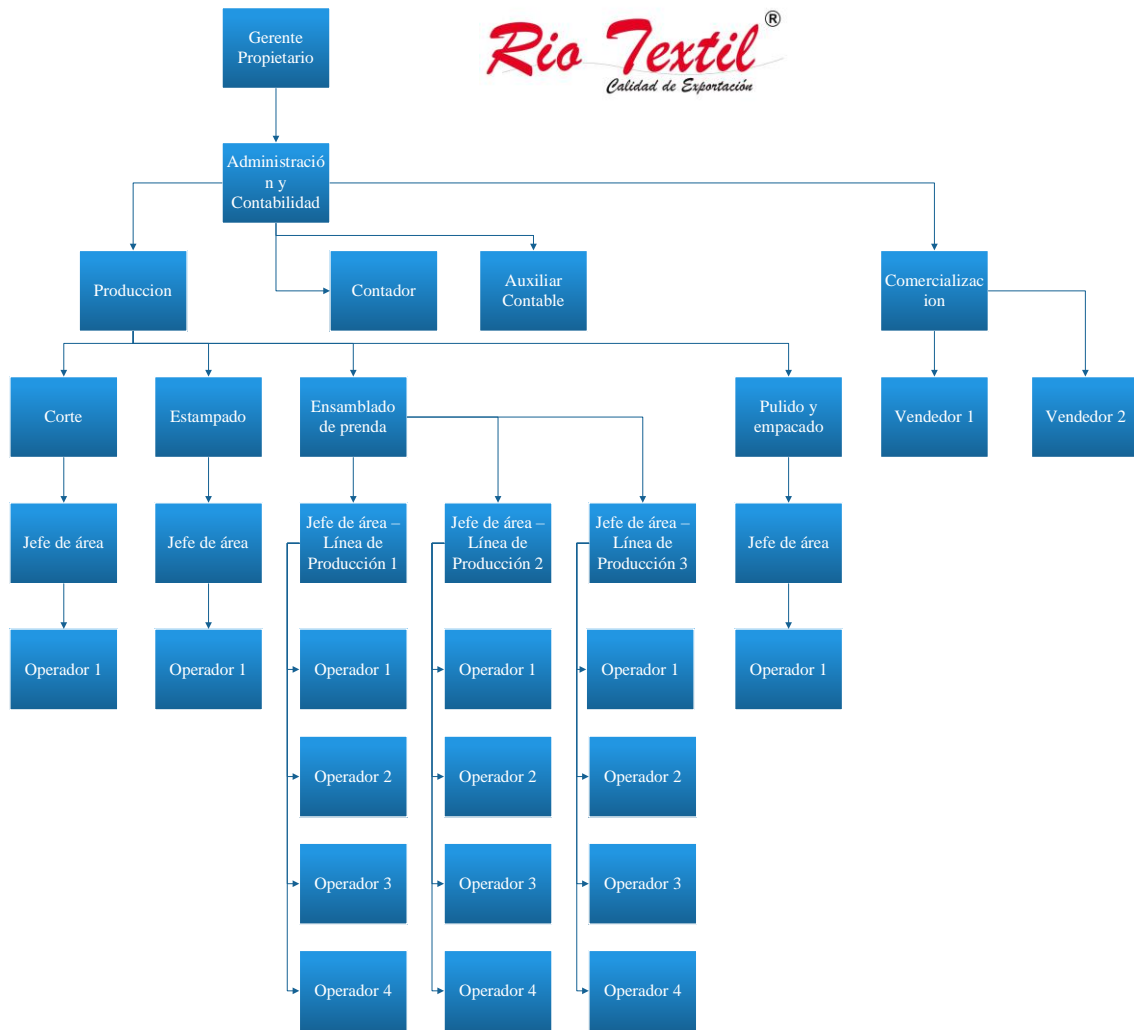 Gerente
Propietario
Rio Textil®
Calidad de Exportación
Administració
n y
Contabilidad
Produccion
Contador
Auxiliar
Contable
Comercializac
ion
Corte
Estampado
Ensamblado
de prenda
Pulido y
empacado
Vendedor 1
Vendedor 2
Jefe de área
Jefe de área
Jefe de área –
Línea de
Producción 1
Jefe de área –
Línea de
Producción 2
Jefe de área –
Línea de
Producción 3
Jefe de área
Operador 1
Operador 1
Operador 1
Operador 1
Operador 1
Operador 1
Operador 2
Operador 2
Operador 2
Operador 3
Operador 3
Operador 3
Operador 4
Operador 4
Operador 4